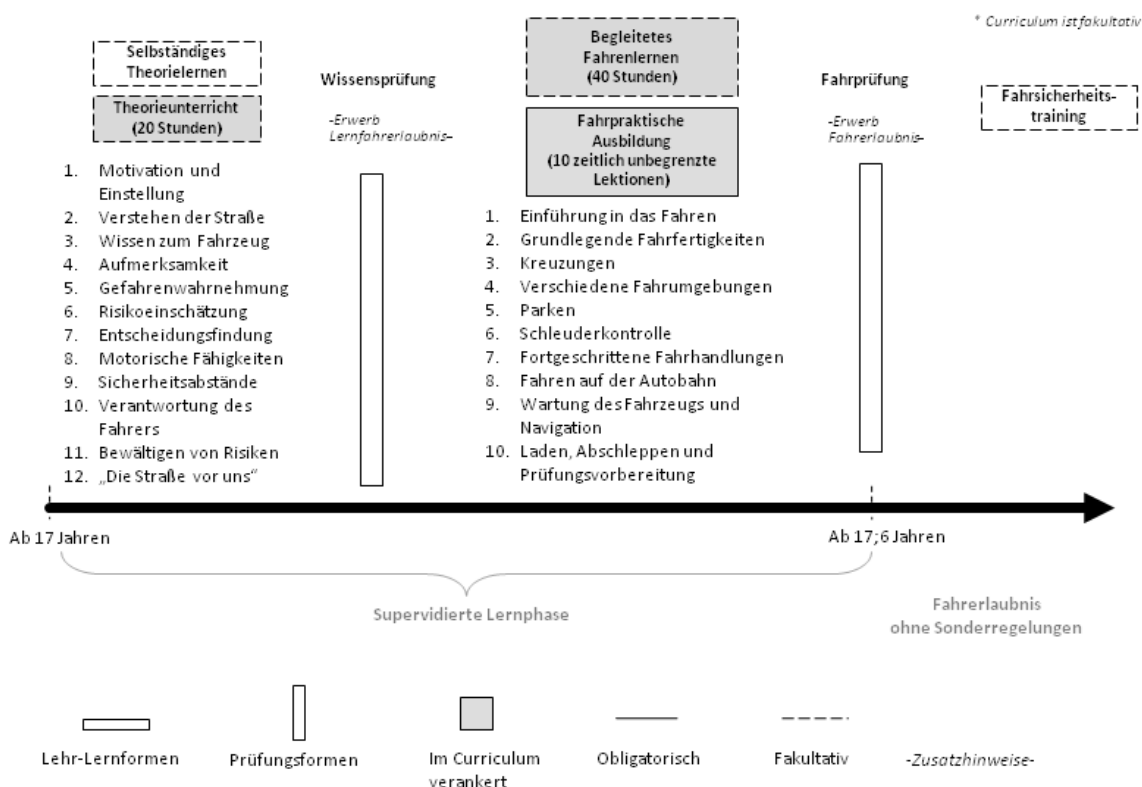 * Curriculum ist fakultativ
Selbständiges
Theorielernen
Theorieunterricht
(20 Stunden)
1. Motivation und
Einstellung
2. Verstehen der Straße
3. Wissen zum Fahrzeug
4. Aufmerksamkeit
5. Gefahrenwahrnehmung
6. Risikoeinschätzung
7. Entscheidungsfindung
8. Motorische Fähigkeiten
9. Sicherheitsabstände
10. Verantwortung des
Fahrers
11. Bewältigen von Risiken
12. „Die Straße vor uns“
Wissensprüfung
-Erwerb
Lernfahrerlaubnis-
Begleitetes
Fahrenlernen
(40 Stunden)
Fahrpraktische
Ausbildung
(10 zeitlich unbegrenzte
Lektionen)
1. Einführung in das Fahren
2. Grundlegende Fahrfertigkeiten
3. Kreuzungen
4. Verschiedene Fahrumgebungen
5. Parken
6. Schleuderkontrolle
7. Fortgeschrittene Fahrhandlungen
8. Fahren auf der Autobahn
9. Wartung des Fahrzeugs und
Navigation
10. Laden, Abschleppen und
Prüfungsvorbereitung
Fahrprüfung
-Erwerb
Fahrerlaubnis-
Fahrsicherheits-
training
Ab 17 Jahren
Ab 17;6 Jahren
Supervidierte Lernphase
Fahrerlaubnis
ohne Sonderregelungen
Lehr-Lernformen
Prüfungsformen
Im Curriculum
verankert
Obligatorisch
Fakultativ
-Zusatzhinweise-